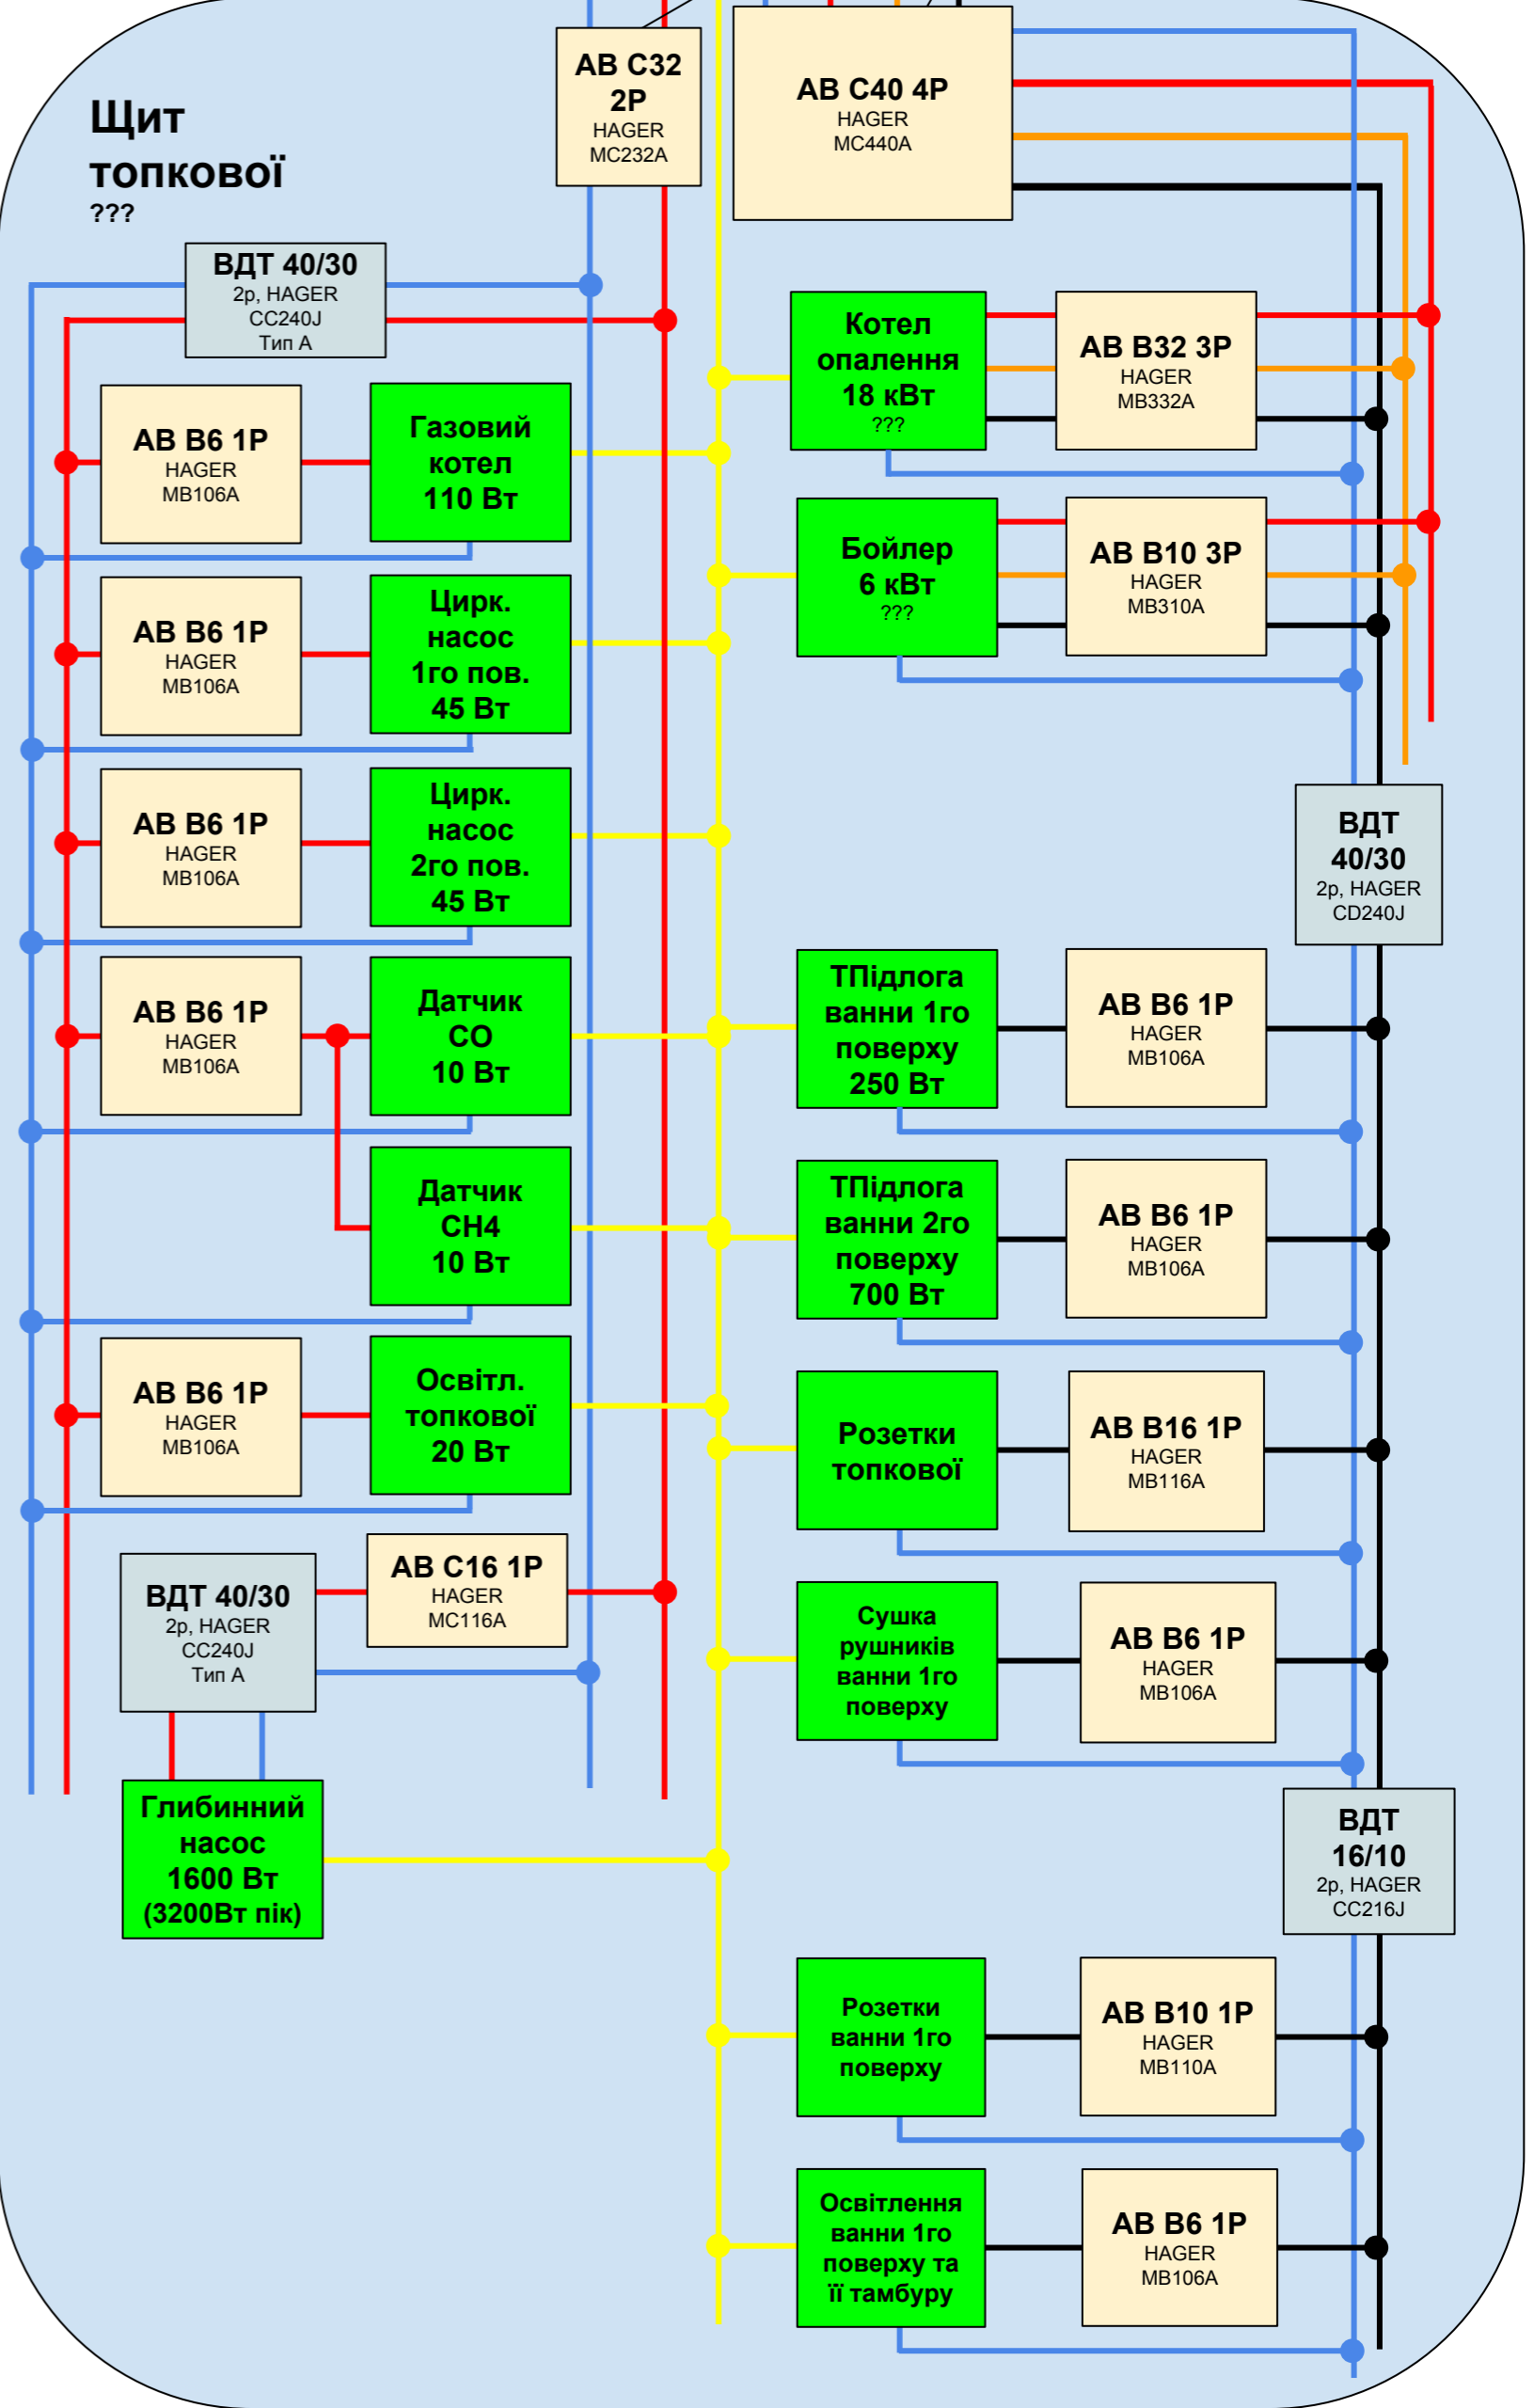 Щит
топкової
???
АВ С32
2Р
HAGER
MC232A
АВ С40 4Р
HAGER
MC440A
ВДТ 40/30
2р, HAGER
CC240J
Тип А
АВ В6 1Р
HAGER
MB106A
Газовий
котел
110 Вт
АВ В6 1Р
HAGER
MB106A
Цирк.
насос
1го пов.
45 Вт
АВ В6 1Р
HAGER
MB106A
Цирк.
насос
2го пов.
45 Вт
АВ В6 1Р
HAGER
MB106A
Датчик
СО
10 Вт
Датчик
СН4
10 Вт
АВ В6 1Р
HAGER
MB106A
Освітл.
топкової
20 Вт
ВДТ 40/30
2р, HAGER
CC240J
Тип А
АВ С16 1Р
HAGER
MC116A
Глибинний
насос
1600 Вт
(3200Вт пік)
Котел
опалення
18 кВт
???
АВ В32 3Р
HAGER
MB332A
Бойлер
6 кВт
???
АВ В10 3Р
HAGER
MB310A
ВДТ
40/30
2р, HAGER
CD240J
ТПідлога
ванни 1го
поверху
250 Вт
АВ В6 1Р
HAGER
MB106A
ТПідлога
ванни 2го
поверху
700 Вт
АВ В6 1Р
HAGER
MB106A
Розетки
топкової
АВ В16 1Р
HAGER
MB116A
Сушка
рушників
ванни 1го
поверху
АВ В6 1Р
HAGER
MB106A
ВДТ
16/10
2р, HAGER
CC216J
Розетки
ванни 1го
поверху
АВ В10 1Р
HAGER
MB110A
Освітлення
ванни 1го
поверху та
її тамбуру
АВ В6 1Р
HAGER
MB106A